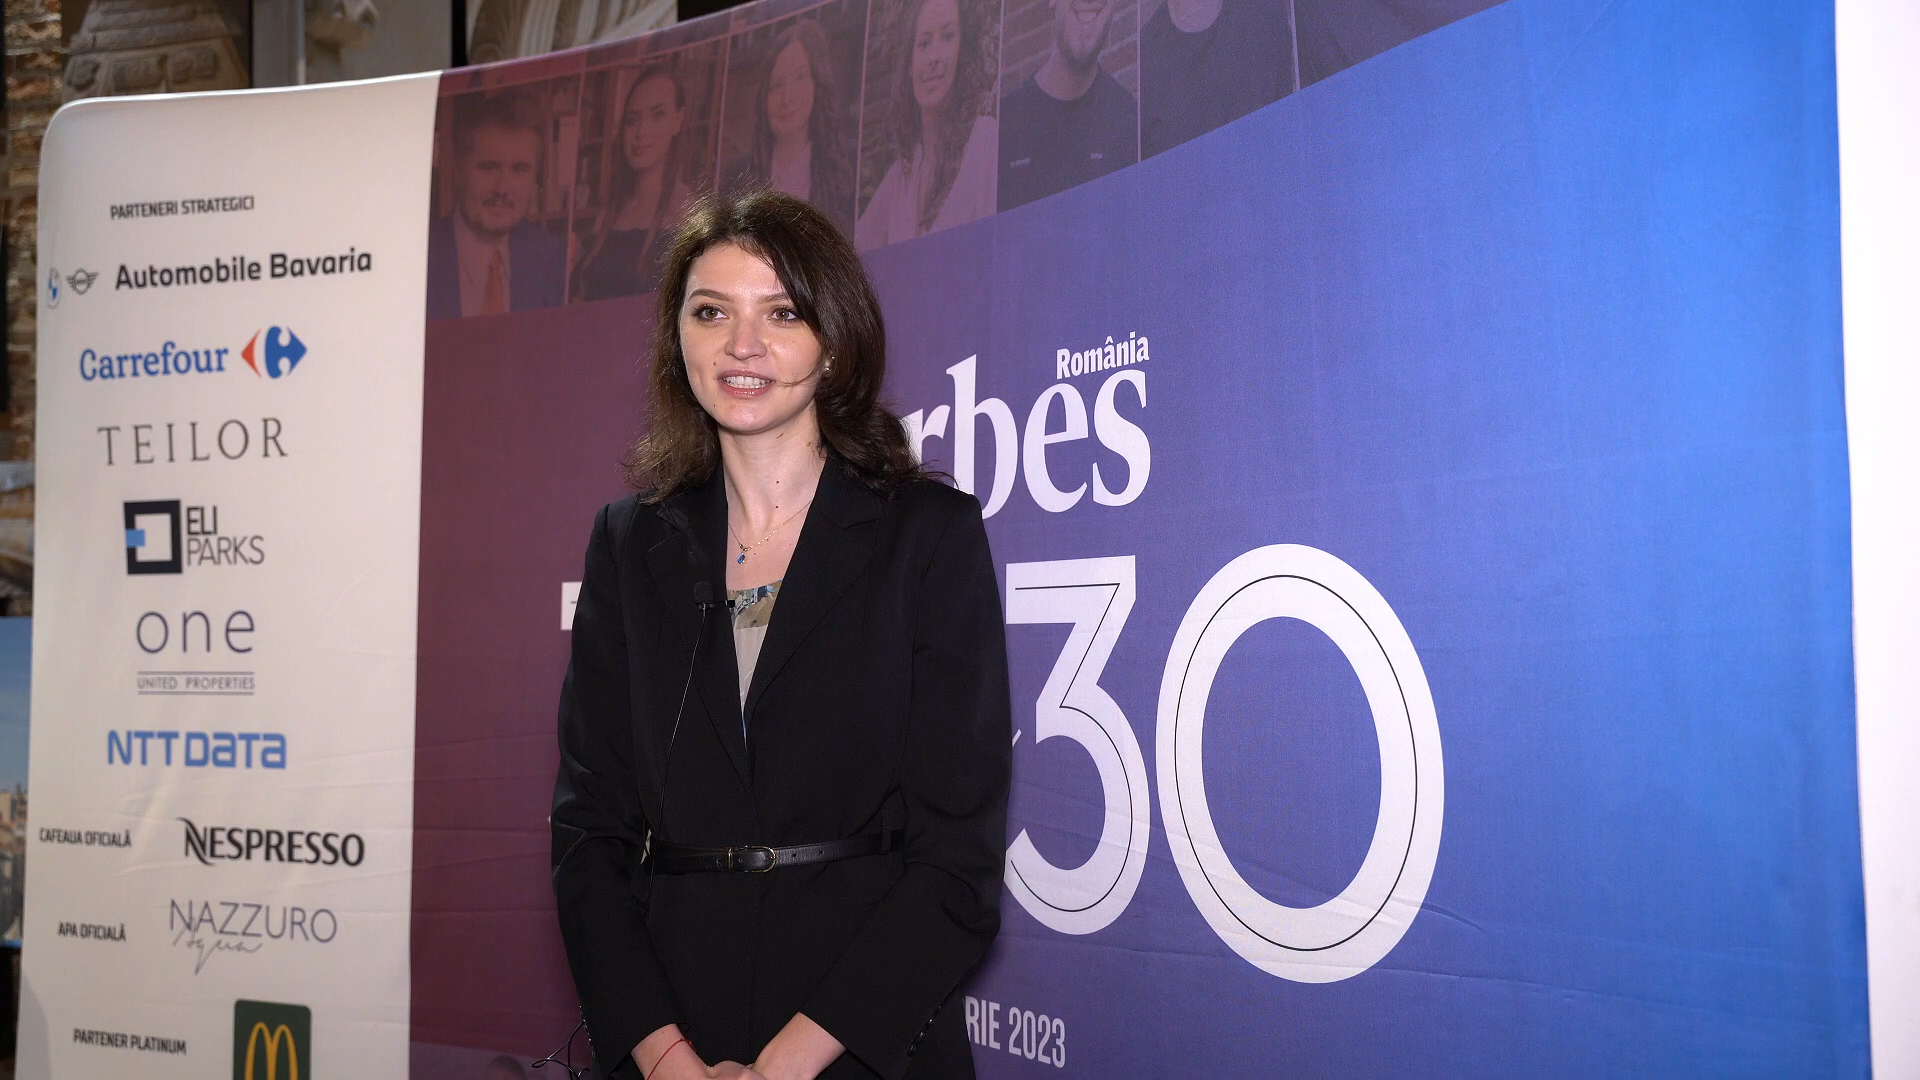 PARTENERI STRATEGICI
Automobile Bavaria
Carrefour
TEILOR
ELI
PARKS
one
UNITED PROPERTIES
NTT DATA
CAFEAUA OFICIALĂ
NESPRESSO
APA OFICIALĂ
NAZZURO
PARTENER PLATINUM
România
rbes
30
RIE 2023